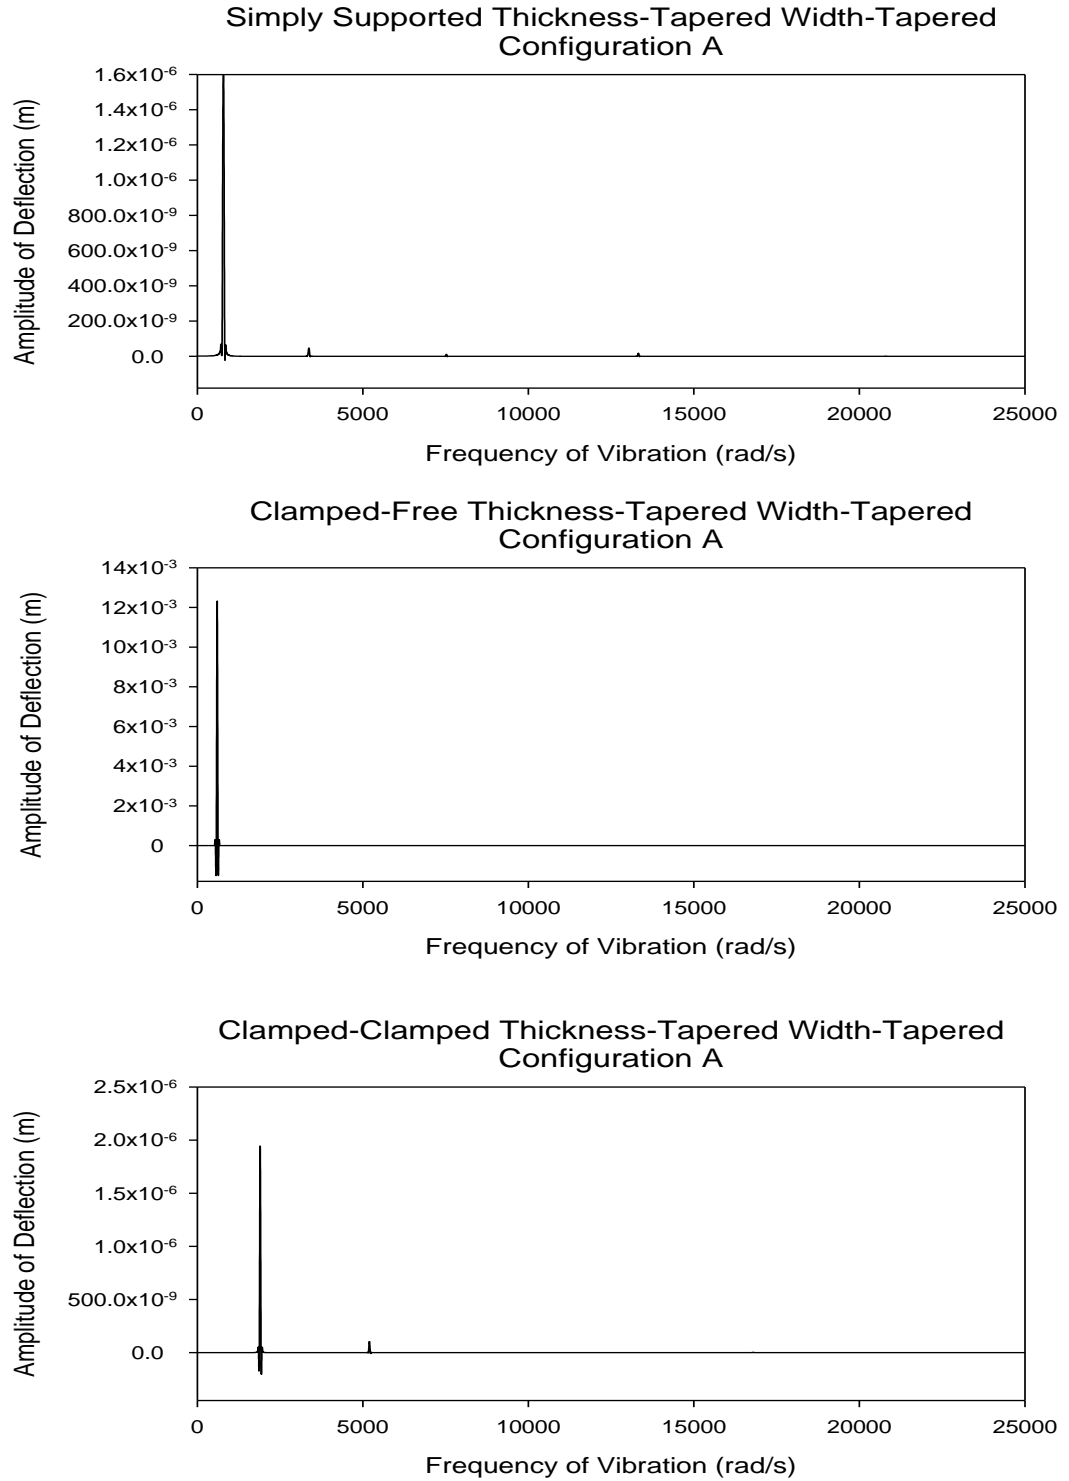 Simply Supported Thickness-Tapered Width-Tapered
Configuration A
Amplitude of Deflection (m)
1.6x10⁻⁶
1.4x10⁻⁶
1.2x10⁻⁶
1.0x10⁻⁶
800.0x10⁻⁹
600.0x10⁻⁹
400.0x10⁻⁹
200.0x10⁻⁹
0.0
0 5000 10000 15000 20000 25000
Frequency of Vibration (rad/s)
Clamped-Free Thickness-Tapered Width-Tapered
Configuration A
Amplitude of Deflection (m)
14x10⁻³
12x10⁻³
10x10⁻³
8x10⁻³
6x10⁻³
4x10⁻³
2x10⁻³
0
0 5000 10000 15000 20000 25000
Frequency of Vibration (rad/s)
Clamped-Clamped Thickness-Tapered Width-Tapered
Configuration A
Amplitude of Deflection (m)
2.5x10⁻⁶
2.0x10⁻⁶
1.5x10⁻⁶
1.0x10⁻⁶
500.0x10⁻⁹
0.0
0 5000 10000 15000 20000 25000
Frequency of Vibration (rad/s)